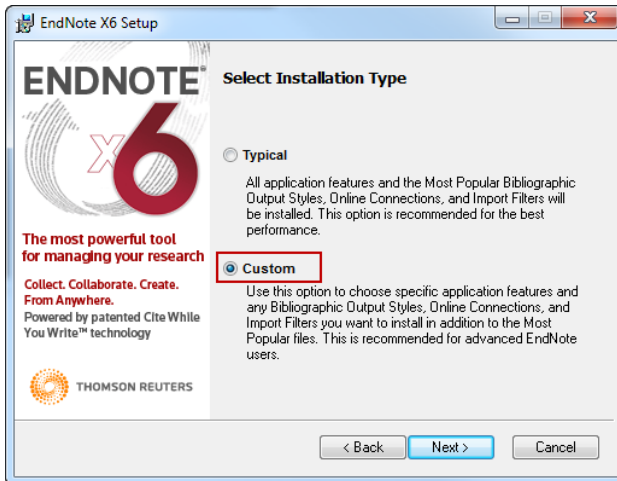 EndNote X6 Setup
ENDNOTE®
X6
The most powerful tool
for managing your research
Collect. Collaborate. Create.
From Anywhere.
Powered by patented Cite While
You Write™ technology
THOMSON REUTERS
Select Installation Type
Typical
All application features and the Most Popular Bibliographic
Output Styles, Online Connections, and Import Filters will
be installed. This option is recommended for the best
performance.
Custom
Use this option to choose specific application features and
any Bibliographic Output Styles, Online Connections, and
Import Filters you want to install in addition to the Most
Popular files. This is recommended for advanced EndNote
users.
< Back
Next >
Cancel